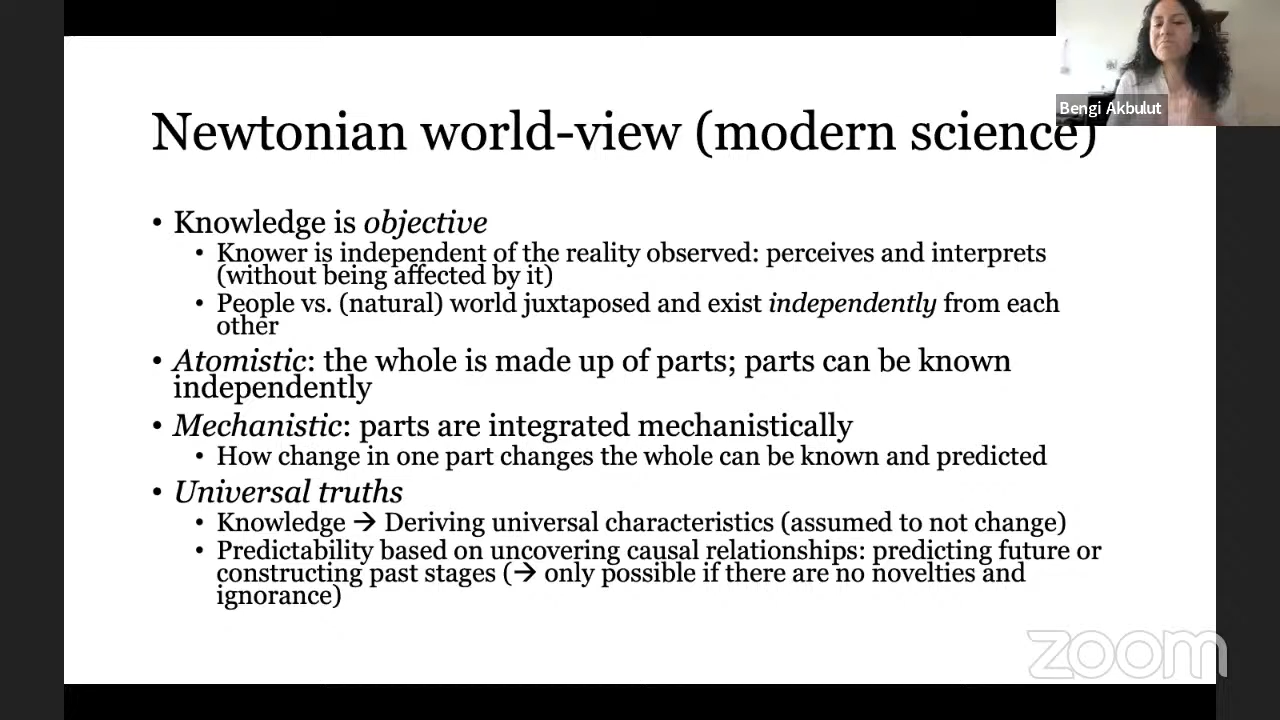 Bengi Akbulut
Newtonian world-view (modern science)
• Knowledge is objective
• Knower is independent of the reality observed: perceives and interprets
(without being affected by it)
• People vs. (natural) world juxtaposed and exist independently from each
other
• Atomistic: the whole is made up of parts; parts can be known
independently
• Mechanistic: parts are integrated mechanistically
• How change in one part changes the whole can be known and predicted
• Universal truths
• Knowledge → Deriving universal characteristics (assumed to not change)
• Predictability based on uncovering causal relationships: predicting future or
constructing past stages (→ only possible if there are no novelties and
ignorance)
zoom